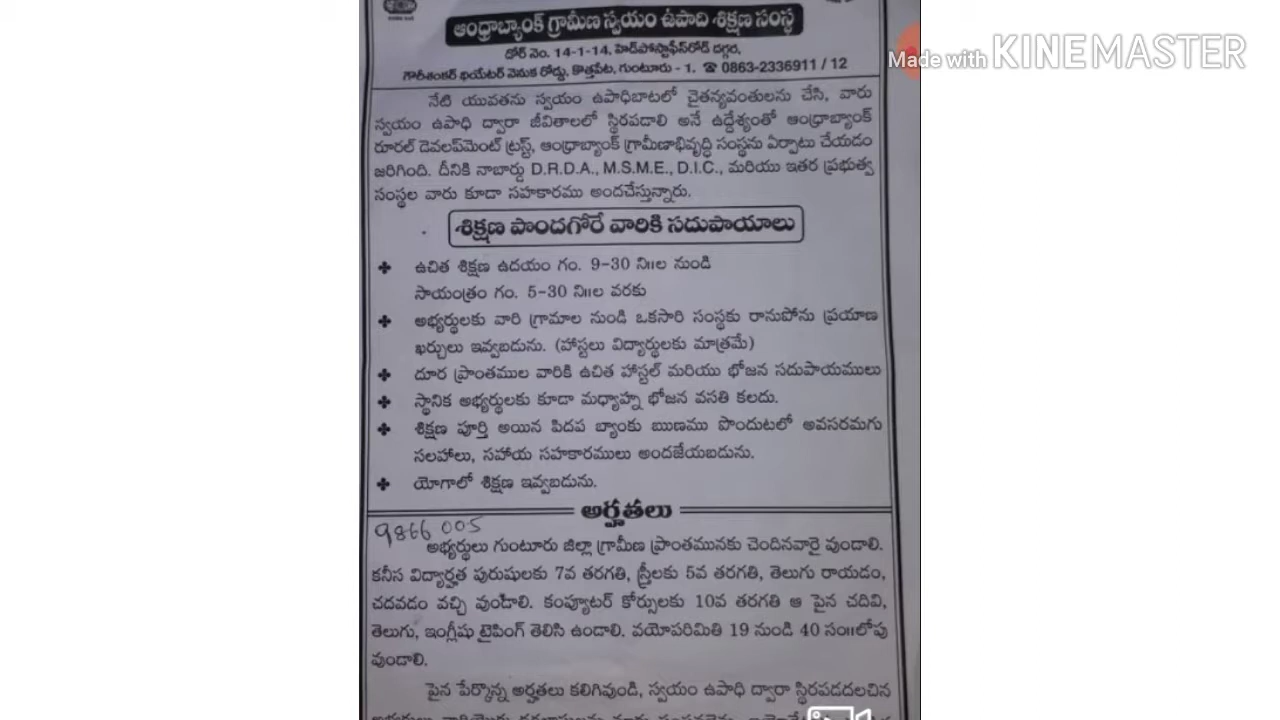 ఆంధ్రాబ్యాంక్ గ్రామీణ స్వయం ఉపాది శిక్షణ సంస్థ
డోర్ నెం. 14-1-14, హెడ్‌పోస్టాఫీస్‌రోడ్ దగ్గర,
గౌరీశంకర్ థియేటర్ వెనుక రోడ్డు, కొత్తపేట, గుంటూరు - 1. ☎ 0863-2336911 / 12
Made with KINEMASTER
నేటి యువతను స్వయం ఉపాధిబాటలో చైతన్యవంతులను చేసి, వారు
స్వయం ఉపాధి ద్వారా జీవితాలలో స్థిరపడాలి అనే ఉద్దేశ్యంతో ఆంధ్రాబ్యాంక్
రూరల్ డెవలప్‌మెంట్ ట్రస్ట్, ఆంధ్రాబ్యాంక్ గ్రామీణాభివృద్ధి సంస్థను ఏర్పాటు చేయడం
జరిగింది. దీనికి నాబార్డు D.R.D.A., M.S.M.E., D.I.C., మరియు ఇతర ప్రభుత్వ
సంస్థల వారు కూడా సహకారము అందచేస్తున్నారు.
శిక్షణ పొందగోరే వారికి సదుపాయాలు
✤ ఉచిత శిక్షణ ఉదయం గం. 9-30 ని॥ల నుండి
సాయంత్రం గం. 5-30 ని॥ల వరకు
✤ అభ్యర్థులకు వారి గ్రామాల నుండి ఒకసారి సంస్థకు రానుపోను ప్రయాణ
ఖర్చులు ఇవ్వబడును. (హాస్టలు విద్యార్థులకు మాత్రమే)
✤ దూర ప్రాంతముల వారికి ఉచిత హాస్టల్ మరియు భోజన సదుపాయములు
✤ స్థానిక అభ్యర్థులకు కూడా మధ్యాహ్న భోజన వసతి కలదు.
✤ శిక్షణ పూర్తి అయిన పిదప బ్యాంకు ఋణము పొందుటలో అవసరమగు
సలహాలు, సహాయ సహకారములు అందజేయబడును.
✤ యోగాలో శిక్షణ ఇవ్వబడును.
అర్హతలు
9866 005
అభ్యర్థులు గుంటూరు జిల్లా గ్రామీణ ప్రాంతమునకు చెందినవారై వుండాలి.
కనీస విద్యార్హత పురుషులకు 7వ తరగతి, స్త్రీలకు 5వ తరగతి, తెలుగు రాయడం,
చదవడం వచ్చి వుండాలి. కంప్యూటర్ కోర్సులకు 10వ తరగతి ఆ పైన చదివి,
తెలుగు, ఇంగ్లీషు టైపింగ్ తెలిసి ఉండాలి. వయోపరిమితి 19 నుండి 40 సం॥లోపు
వుండాలి.
పైన పేర్కొన్న అర్హతలు కలిగివుండి, స్వయం ఉపాధి ద్వారా స్థిరపడదలచిన